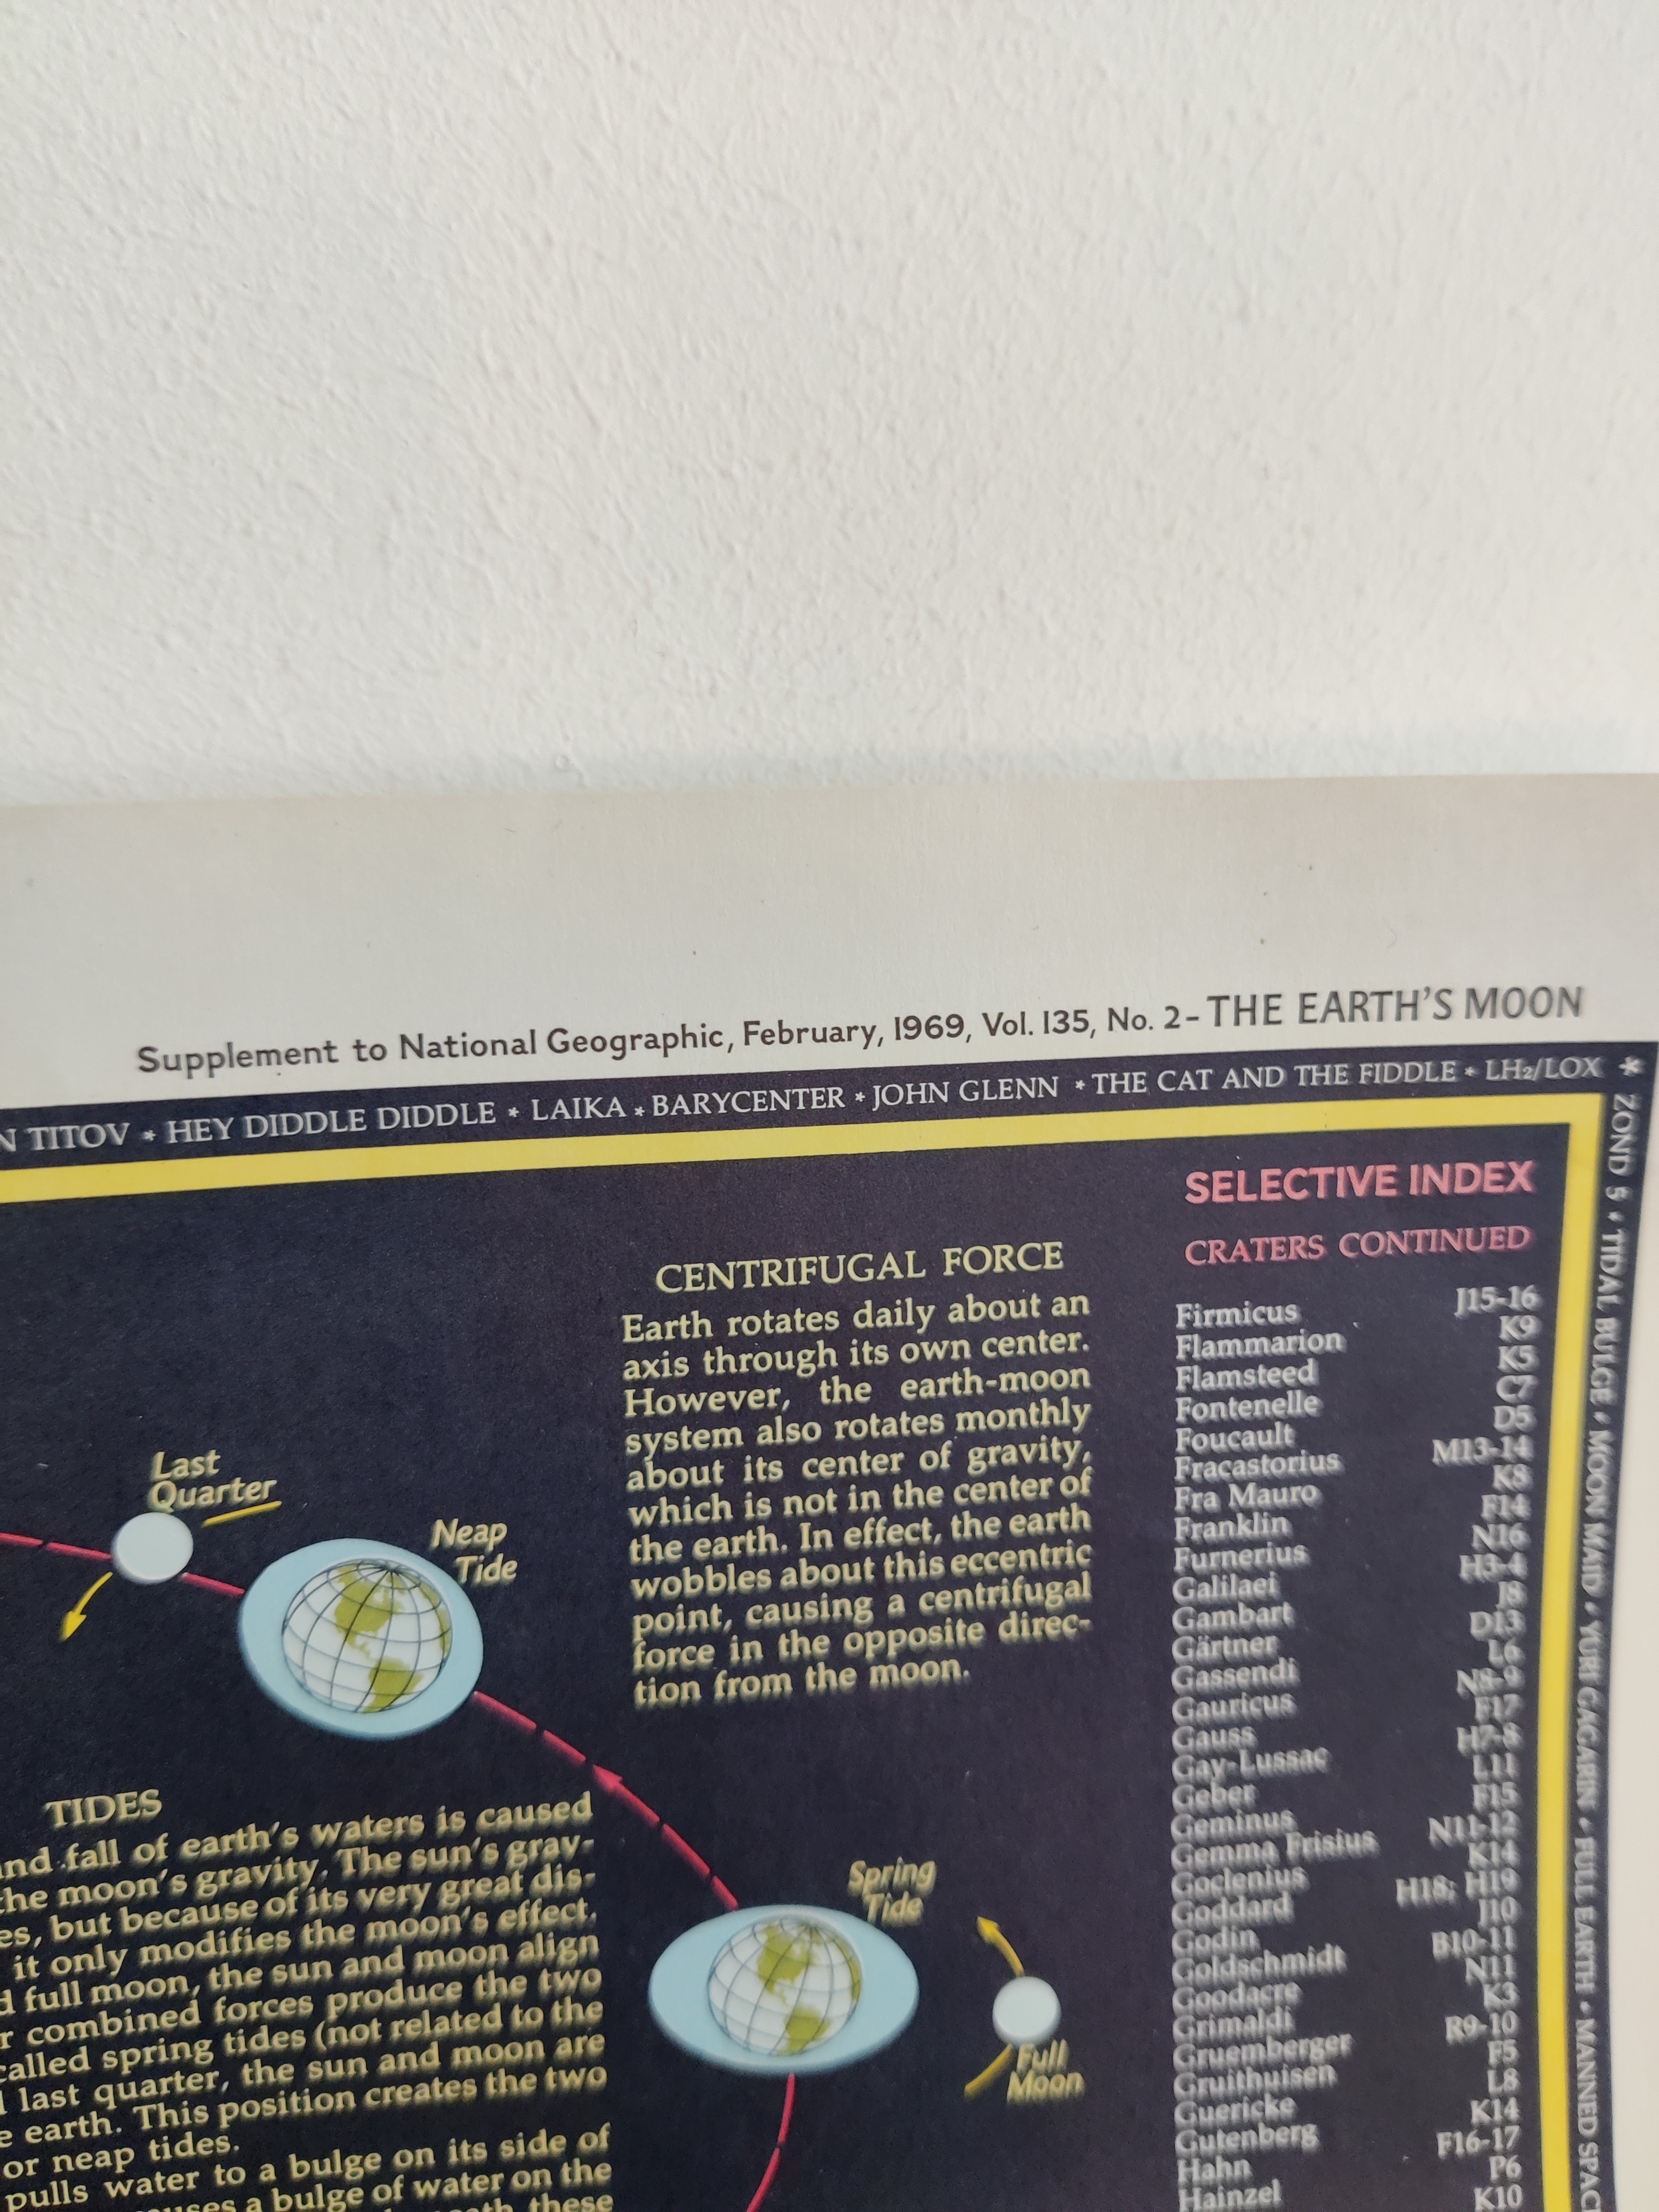 Supplement to National Geographic, February, 1969, Vol. 135, No. 2–THE EARTH'S MOON
N TITOV * HEY DIDDLE DIDDLE * LAIKA * BARYCENTER * JOHN GLENN * THE CAT AND THE FIDDLE * LH₂/LOX *
ZOND 5 * TIDAL BULGE * MOON MAID * YURI GAGARIN * FULL EARTH * MANNED SPAC
Last
Quarter
Neap
Tide
TIDES
and fall of earth's waters is caused
the moon's gravity. The sun's grav-
es, but because of its very great dis-
it only modifies the moon's effect.
d full moon, the sun and moon align
r combined forces produce the two
called spring tides (not related to the
l last quarter, the sun and moon are
e earth. This position creates the two
or neap tides.
pulls water to a bulge on its side of
uses a bulge of water on the
these
CENTRIFUGAL FORCE
Earth rotates daily about an
axis through its own center.
However, the earth-moon
system also rotates monthly
about its center of gravity,
which is not in the center of
the earth. In effect, the earth
wobbles about this eccentric
point, causing a centrifugal
force in the opposite direc-
tion from the moon.
Spring
Tide
Full
Moon
SELECTIVE INDEX
CRATERS CONTINUED
Firmicus J15-16
Flammarion K9
Flamsteed K5
Fontenelle C7
Foucault D5
Fracastorius M13-14
Fra Mauro K8
Franklin F14
Furnerius N16
Galilaei H3-4
Gambart J8
Gärtner D13
Gassendi L6
Gauricus N8-9
Gauss F17
Gay-Lussac H7-8
Geber L11
Geminus F15
Gemma Frisius N11-12
Goclenius K14
Goddard H18; H19
Godin J10
Goldschmidt B10-11
Goodacre N11
Grimaldi K3
Gruemberger R9-10
Gruithuisen F5
Guericke L8
Gutenberg K14
Hahn F16-17
Hainzel P6
K10